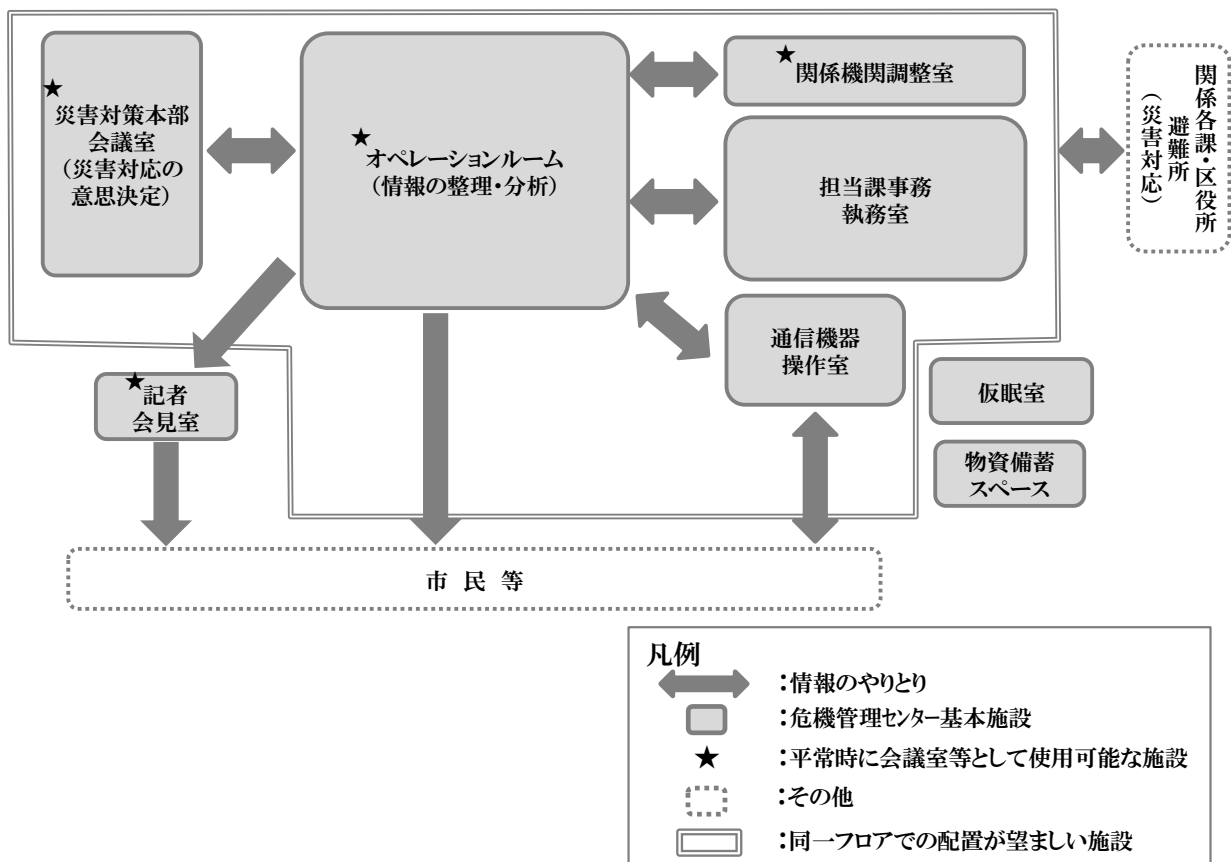 ★
災害対策本部
会議室
（災害対応の
意思決定）
★
オペレーションルーム
（情報の整理・分析）
★
関係機関調整室
担当課事務
執務室
通信機器
操作室
関係各課・区役所
避難所
（災害対応）
★
記者
会見室
仮眠室
物資備蓄
スペース
市 民 等
凡例
：情報のやりとり
：危機管理センター基本施設
★ ：平常時に会議室等として使用可能な施設
：その他
：同一フロアでの配置が望ましい施設